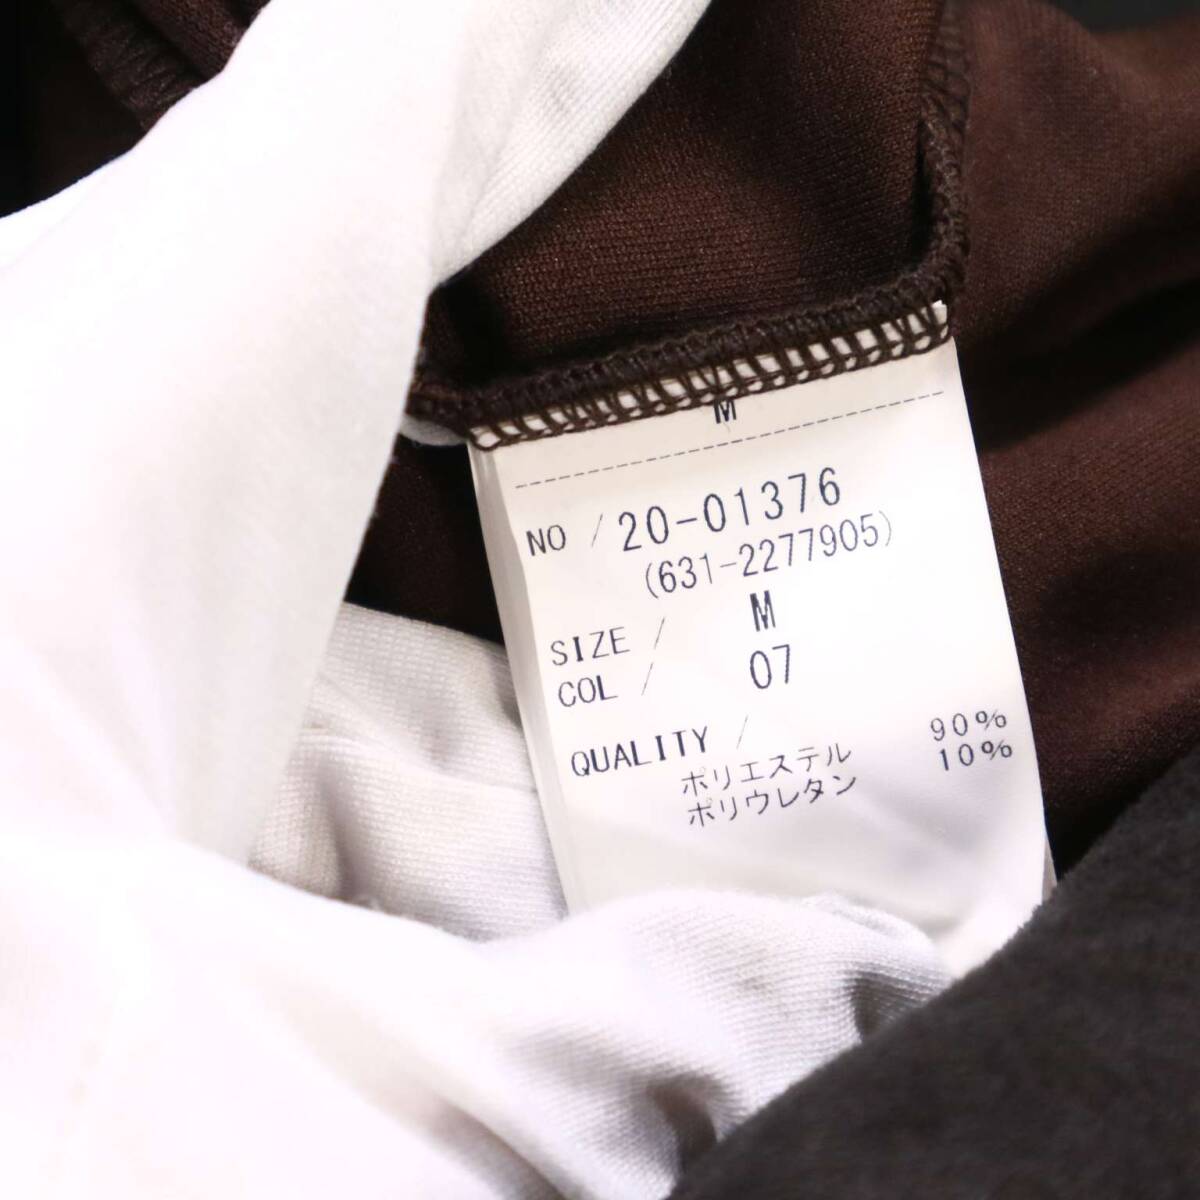 M
NO / 20-01376
(631-2277905)
SIZE / M
COL / 07
QUALITY /
ポリエステル 90%
ポリウレタン 10%